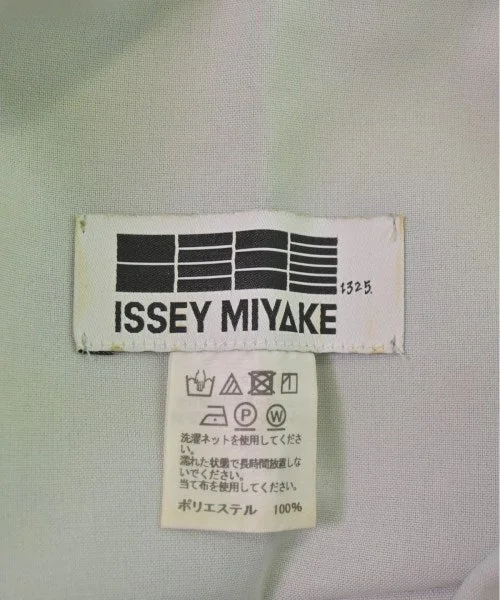 1325.
ISSEY MIYAKE
P W
洗濯ネットを使用してくださ
い。
濡れた状態で長時間放置しな
いでください。
当て布を使用してください。
ポリエステル 100%